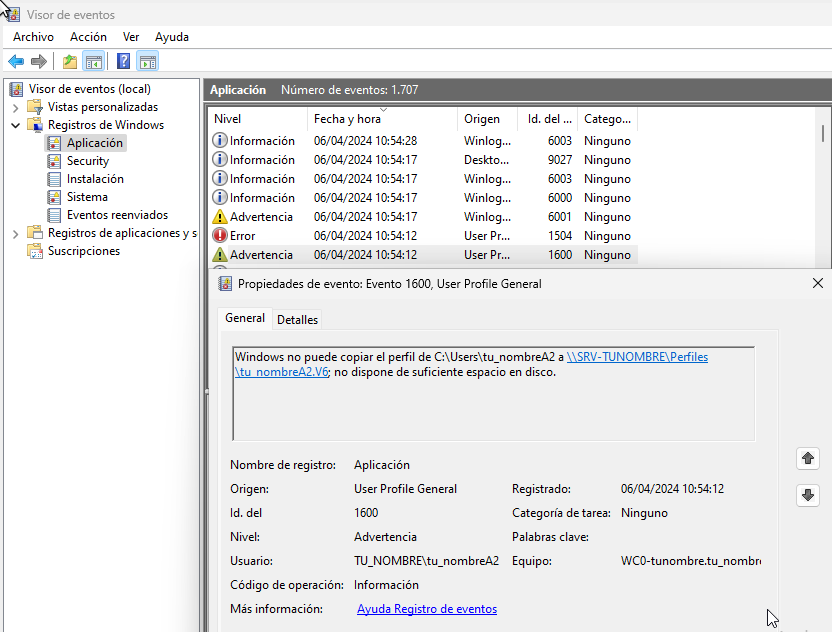 Visor de eventos
Archivo Acción Ver Ayuda
Visor de eventos (local)
Vistas personalizadas
Registros de Windows
Aplicación
Security
Instalación
Sistema
Eventos reenviados
Registros de aplicaciones y s
Suscripciones
Aplicación Número de eventos: 1.707
Nivel Fecha y hora Origen Id. del ... Catego...
Información 06/04/2024 10:54:28 Winlog... 6003 Ninguno
Información 06/04/2024 10:54:17 Deskto... 9027 Ninguno
Información 06/04/2024 10:54:17 Winlog... 6003 Ninguno
Información 06/04/2024 10:54:17 Winlog... 6000 Ninguno
Advertencia 06/04/2024 10:54:17 Winlog... 6001 Ninguno
Error 06/04/2024 10:54:12 User Pr... 1504 Ninguno
Advertencia 06/04/2024 10:54:12 User Pr... 1600 Ninguno
Propiedades de evento: Evento 1600, User Profile General
General Detalles
Windows no puede copiar el perfil de C:\Users\tu_nombreA2 a \\SRV-TUNOMBRE\Perfiles
\tu_nombreA2.V6; no dispone de suficiente espacio en disco.
Nombre de registro: Aplicación
Origen: User Profile General Registrado: 06/04/2024 10:54:12
Id. del 1600 Categoría de tarea: Ninguno
Nivel: Advertencia Palabras clave:
Usuario: TU_NOMBRE\tu_nombreA2 Equipo: WC0-tunombre.tu_nombre
Código de operación: Información
Más información: Ayuda Registro de eventos